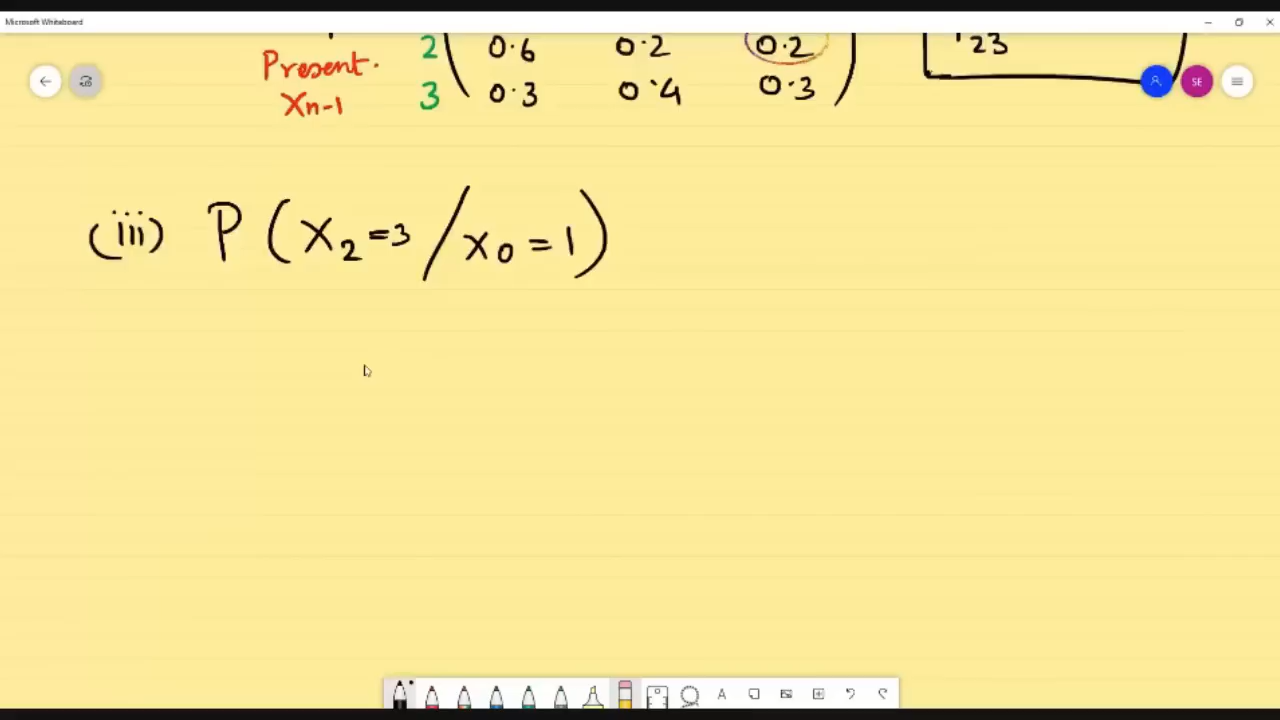 Microsoft Whiteboard
2 0.6 0.2 0.2
Present.
23
3 0.3 0.4 0.3
Xn-1
SE
(iii) P(X2=3/X0=1)
A